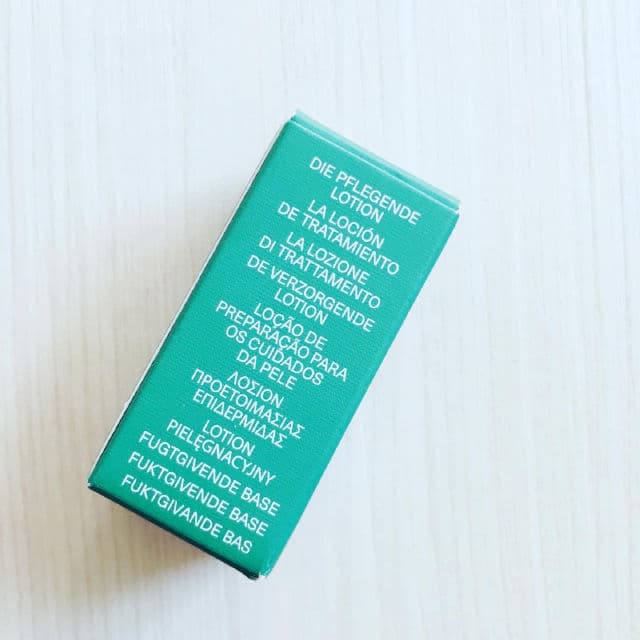 DIE PFLEGENDE
LOTION
LA LOCIÓN
DE TRATAMIENTO
LA LOZIONE
DI TRATTAMENTO
DE VERZORGENDE
LOTION
LOÇÃO DE
PREPARAÇÃO PARA
OS CUIDADOS
DA PELE
ΛΟΣΙΟΝ
ΠΡΟΕΤΟΙΜΑΣΙΑΣ
ΕΠΙΔΕΡΜΙΔΑΣ
LOTION
PIELĘGNACYJNY
FUGTGIVENDE BASE
FUKTGIVENDE BASE
FUKTGIVANDE BAS